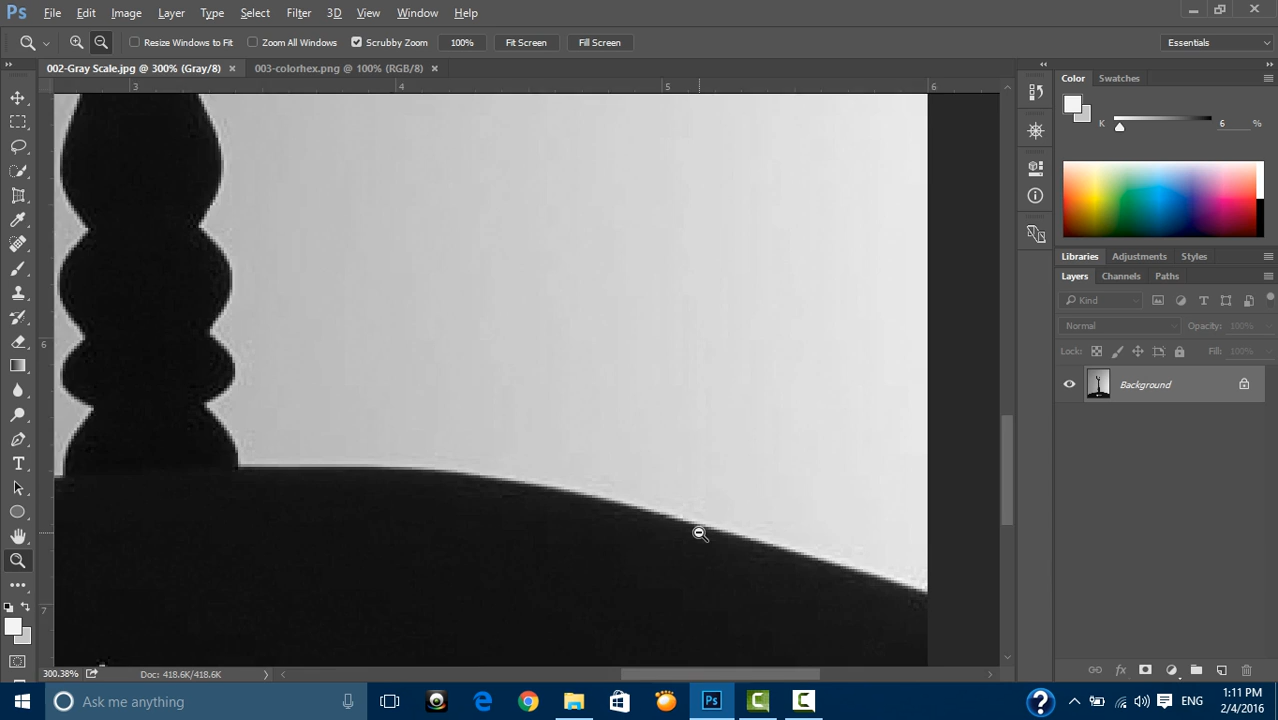 Ps File Edit Image Layer Type Select Filter 3D View Window Help
Resize Windows to Fit Zoom All Windows Scrubby Zoom 100% Fit Screen Fill Screen Essentials
002-Gray Scale.jpg @ 300% (Gray/8) × 003-colorhex.png @ 100% (RGB/8) ×
Color Swatches
3 4 5 6
K 6 %
6
7
Libraries Adjustments Styles
Layers Channels Paths
Kind
Normal Opacity: 100%
Lock: Fill: 100%
Background
300.38% Doc: 418.6K/418.6K
Ask me anything
ENG
1:11 PM
2/4/2016